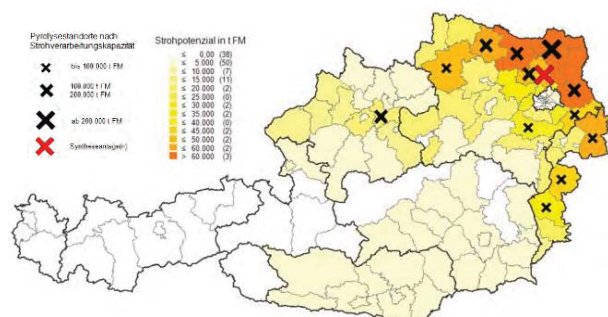 Pyrolysestandorte nach
Strohverarbeitungskapazität
bis 100.000 t FM
100.000 t FM
200.000 t FM
ab 200.000 t FM
Syntheseanlage(n)
Strohpotenzial in t FM
≤ 0.00 (38)
≤ 5.000 (50)
≤ 10.000 (7)
≤ 15.000 (11)
≤ 20.000 (2)
≤ 25.000 (0)
≤ 30.000 (2)
≤ 35.000 (2)
≤ 40.000 (0)
≤ 45.000 (2)
≤ 50.000 (2)
≤ 60.000 (2)
> 60.000 (3)